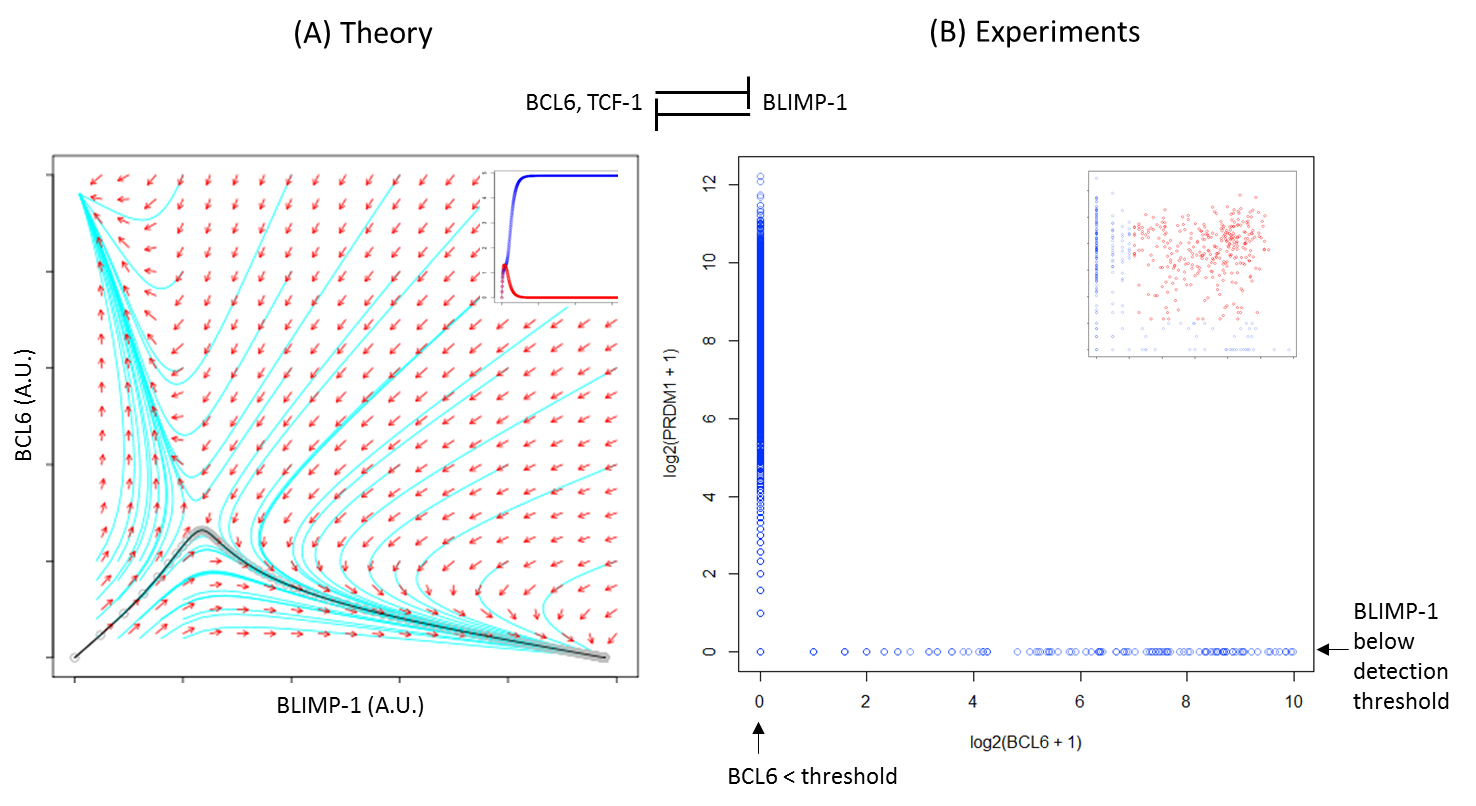 (A) Theory
(B) Experiments
BCL6, TCF-1
BLIMP-1
BCL6 (A.U.)
BLIMP-1 (A.U.)
log2(PRDM1 + 1)
12
10
8
6
4
2
0
0
2
4
6
8
10
log2(BCL6 + 1)
BCL6 < threshold
BLIMP-1
below
detection
threshold